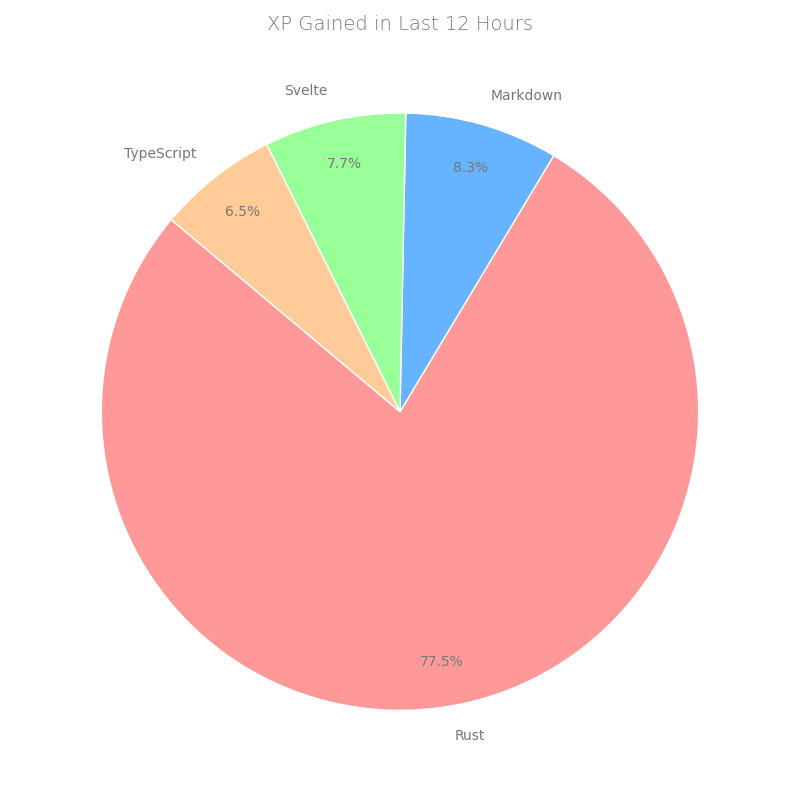 XP Gained in Last 12 Hours
Svelte
Markdown
TypeScript
7.7%
8.3%
6.5%
77.5%
Rust